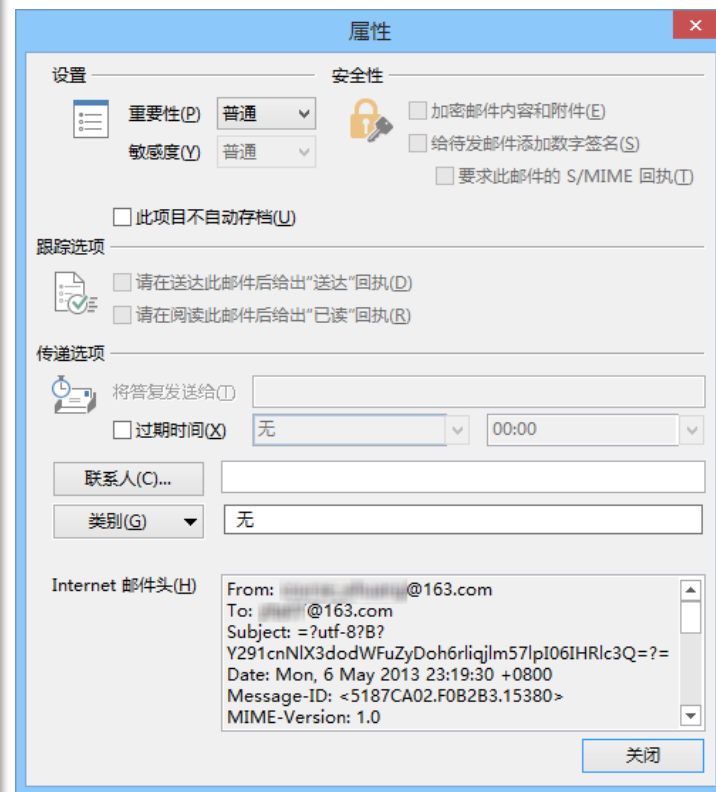 属性
设置
安全性
重要性(P) 普通
加密邮件内容和附件(E)
敏感度(Y) 普通
给待发邮件添加数字签名(S)
要求此邮件的 S/MIME 回执(T)
此项目不自动存档(U)
跟踪选项
请在送达此邮件后给出"送达"回执(D)
请在阅读此邮件后给出"已读"回执(R)
传递选项
将答复发送给(T)
过期时间(X) 无 00:00
联系人(C)...
类别(G) 无
Internet 邮件头(H)
From: @163.com
To: @163.com
Subject: =?utf-8?B?
Y291cnNlX3dodWFuZyDoh6rliqjlm57lpI06IHRlc3Q=?=
Date: Mon, 6 May 2013 23:19:30 +0800
Message-ID: <5187CA02.F0B2B3.15380>
MIME-Version: 1.0
关闭